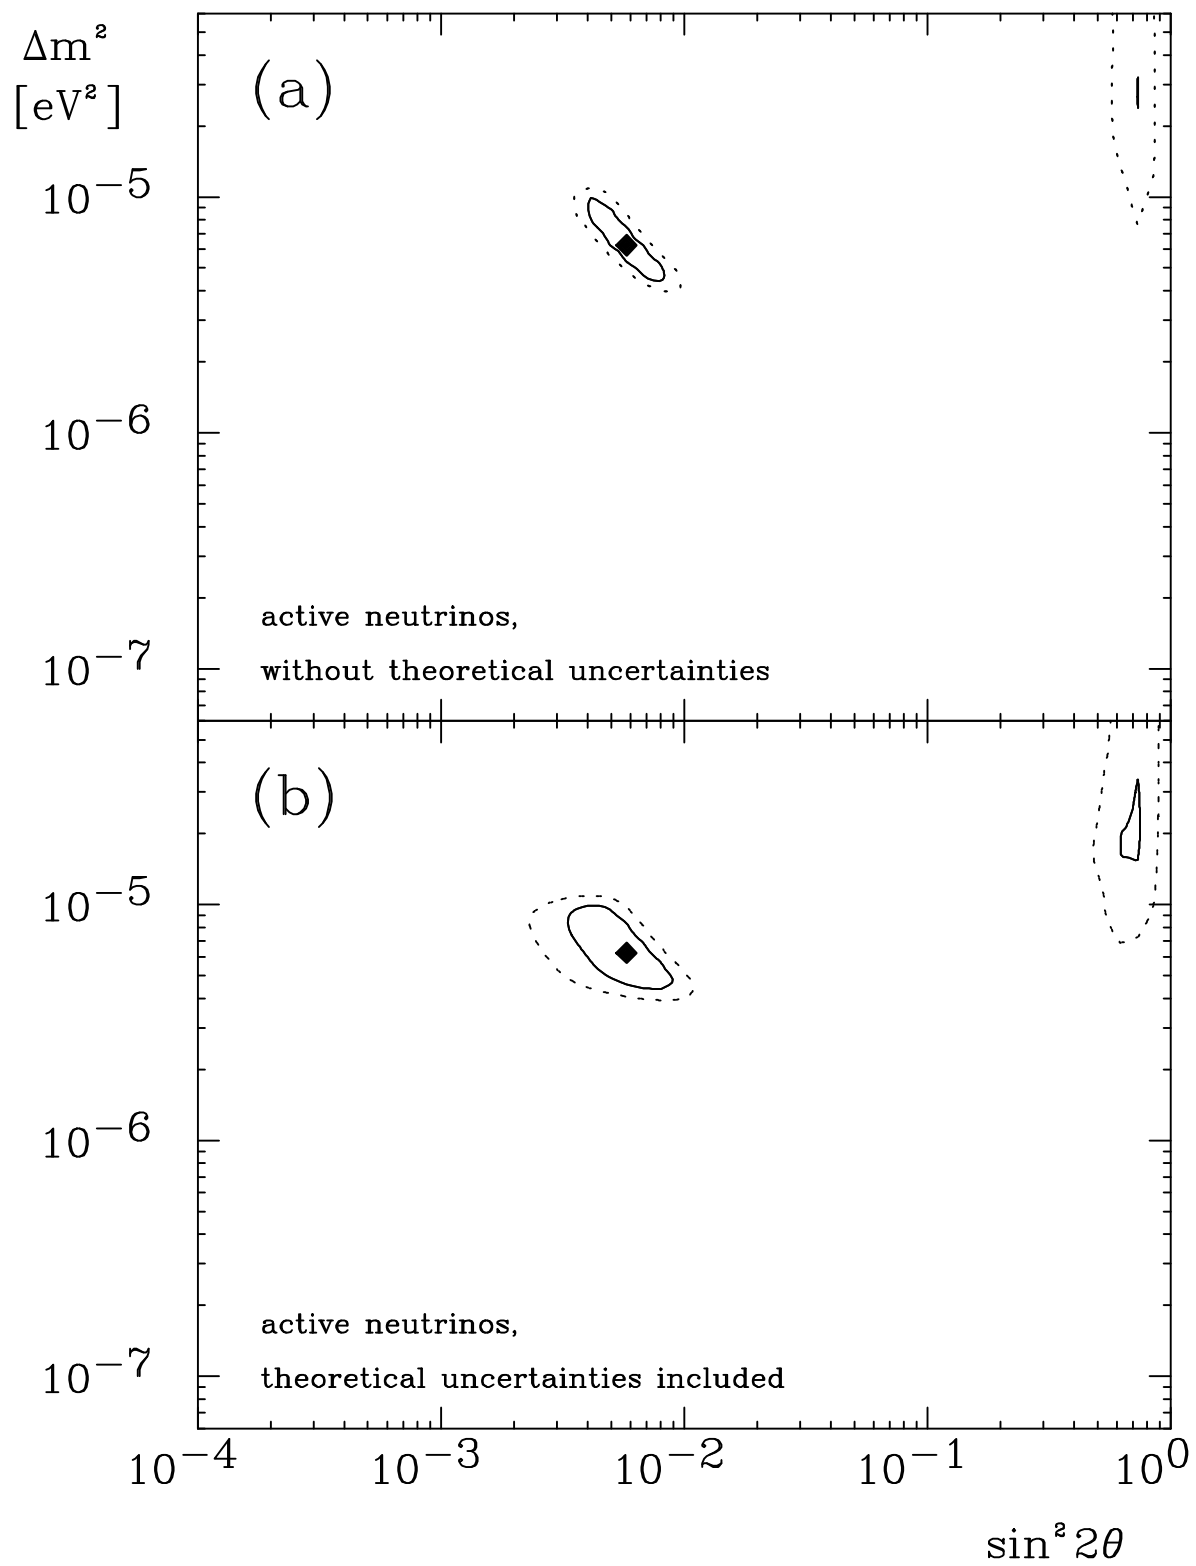 Δm²
[eV²]
(a)
10⁻⁵
10⁻⁶
active neutrinos,
without theoretical uncertainties
10⁻⁷
(b)
10⁻⁵
10⁻⁶
active neutrinos,
theoretical uncertainties included
10⁻⁷
10⁻⁴ 10⁻³ 10⁻² 10⁻¹ 10⁰
sin²2θ